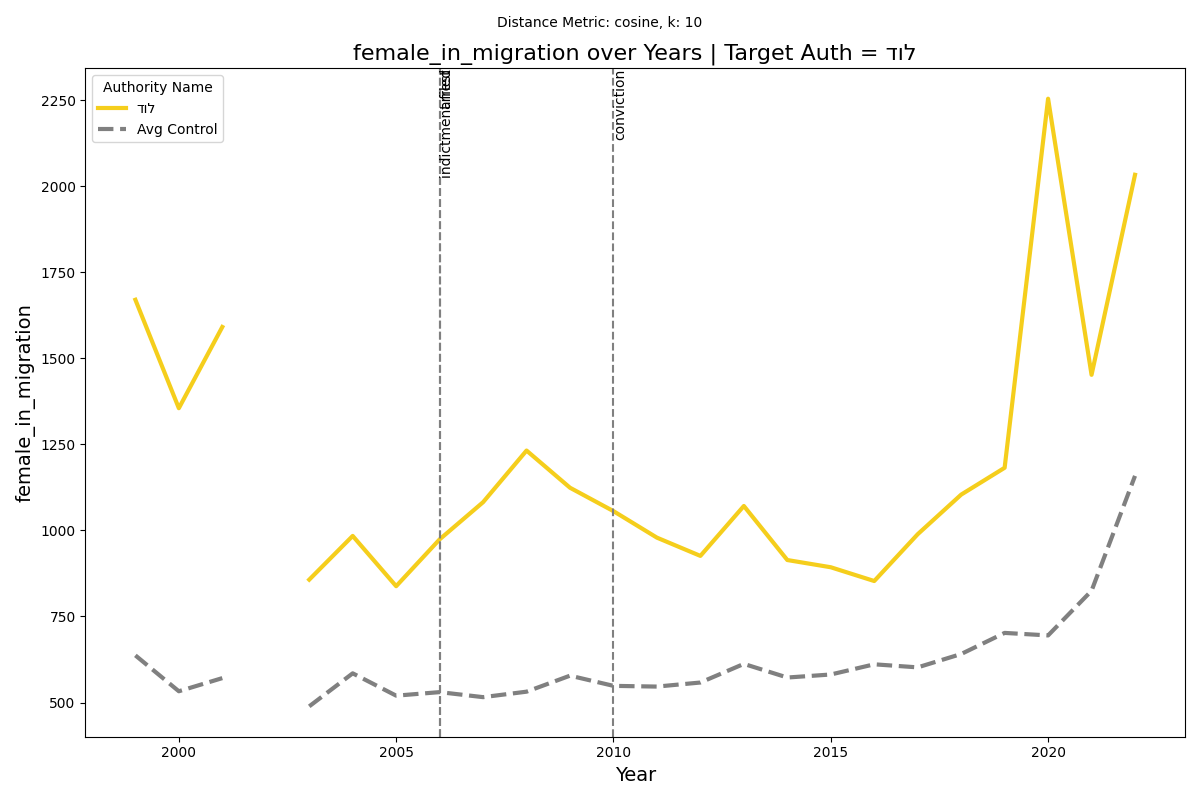 Distance Metric: cosine, k: 10
female_in_migration over Years | Target Auth = לוד
Authority Name
לוד
Avg Control
indictment
conviction
2250
2000
1750
1500
1250
1000
750
500
female_in_migration
2000
2005
2010
2015
2020
Year